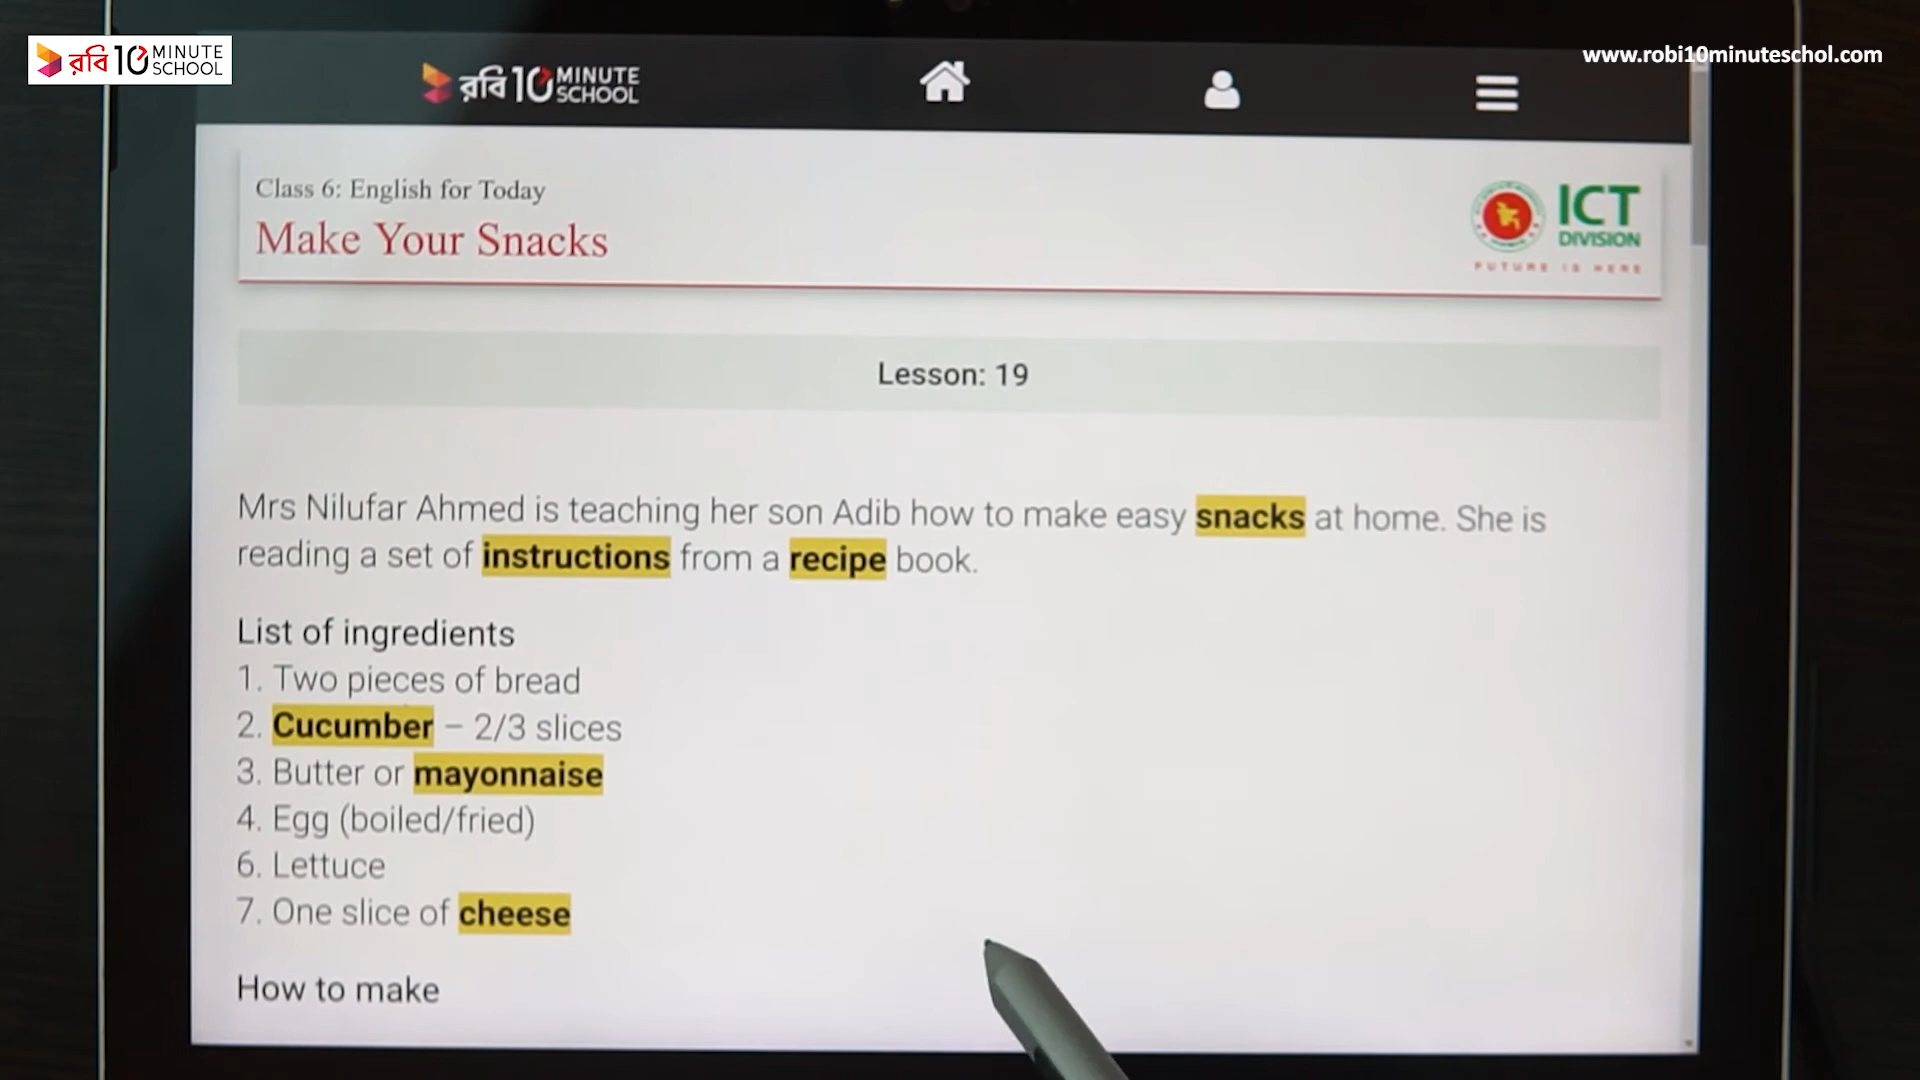 রবি 10 MINUTE SCHOOL
www.robi10minuteschol.com
রবি 10 MINUTE SCHOOL
Class 6: English for Today
Make Your Snacks
ICT
DIVISION
FUTURE IS HERE
Lesson: 19
Mrs Nilufar Ahmed is teaching her son Adib how to make easy snacks at home. She is
reading a set of instructions from a recipe book.
List of ingredients
1. Two pieces of bread
2. Cucumber – 2/3 slices
3. Butter or mayonnaise
4. Egg (boiled/fried)
6. Lettuce
7. One slice of cheese
How to make